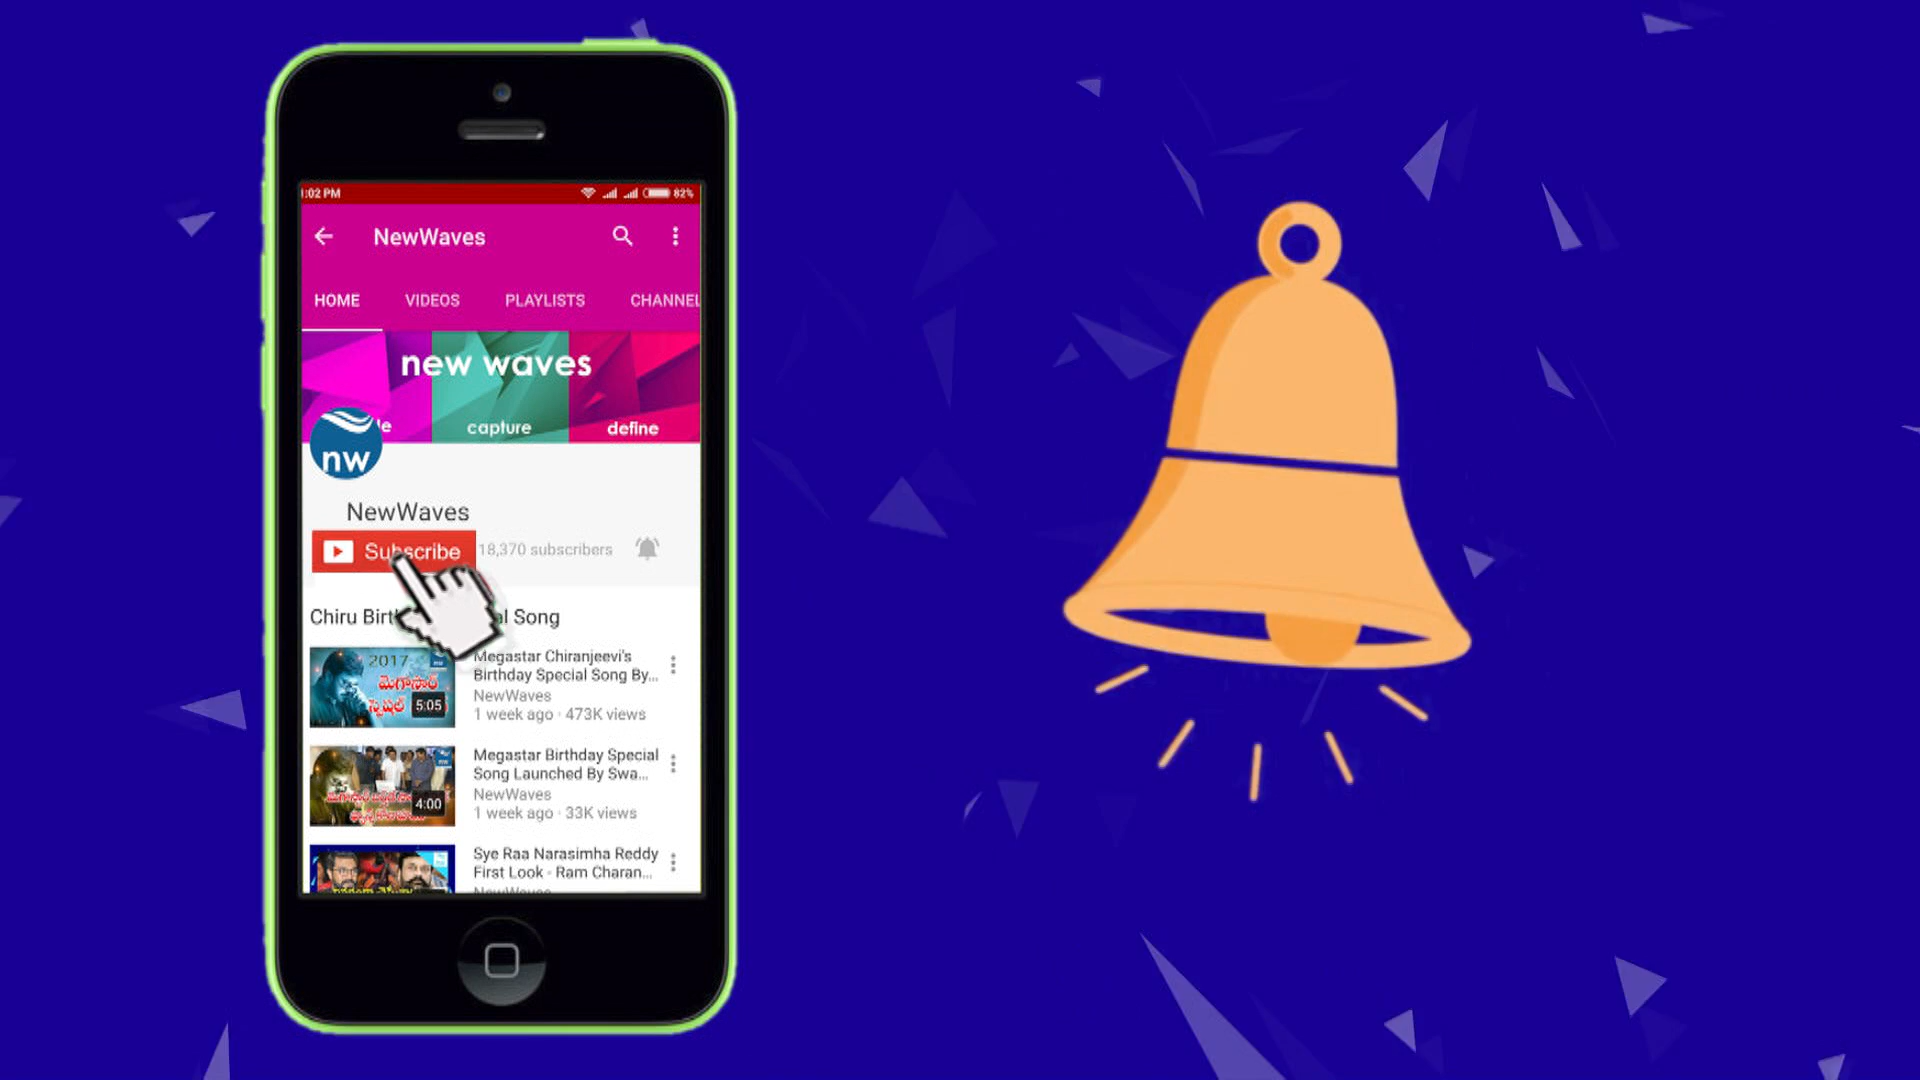 :02 PM
82%
NewWaves
HOME VIDEOS PLAYLISTS CHANNEL
new waves
capture define
nw
NewWaves
Subscribe 18,370 subscribers
Chiru Birt al Song
2017
మెగాస్టార్
స్పెషల్
5:05
Megastar Chiranjeevi's
Birthday Special Song By...
NewWaves
1 week ago · 473K views
4:00
Megastar Birthday Special
Song Launched By Swa...
NewWaves
1 week ago · 33K views
Sye Raa Narasimha Reddy
First Look - Ram Charan...
NewWaves